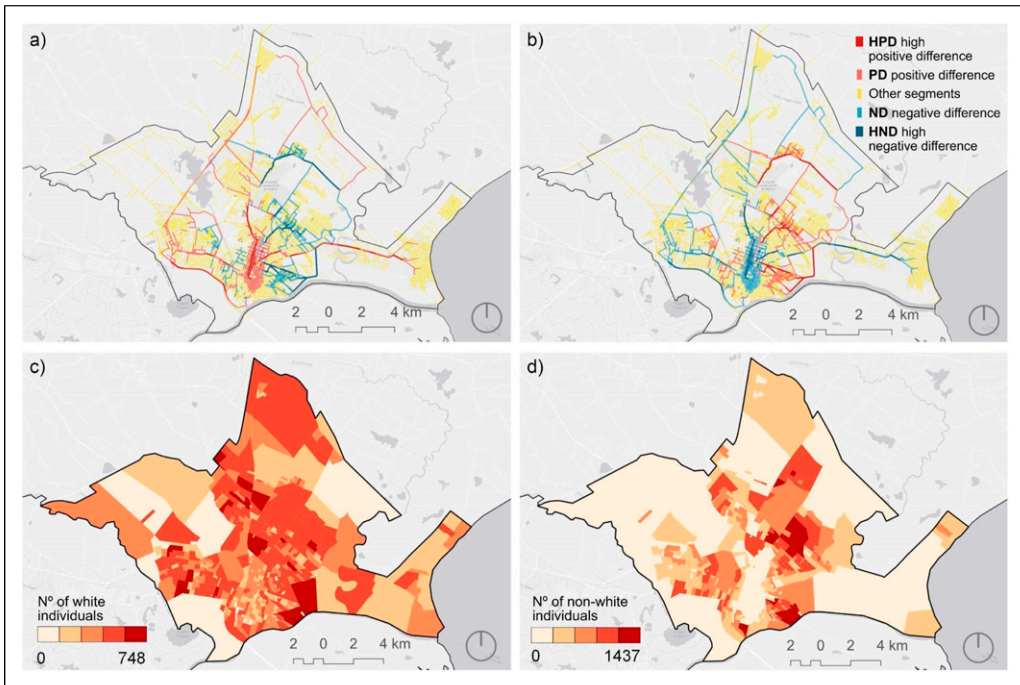 a)
b)
HPD high
positive difference
PD positive difference
Other segments
ND negative difference
HND high
negative difference
2 0 2 4 km
2 0 2 4 km
c)
d)
Nº of white
individuals
0 748
2 0 2 4 km
Nº of non-white
individuals
0 1437
2 0 2 4 km